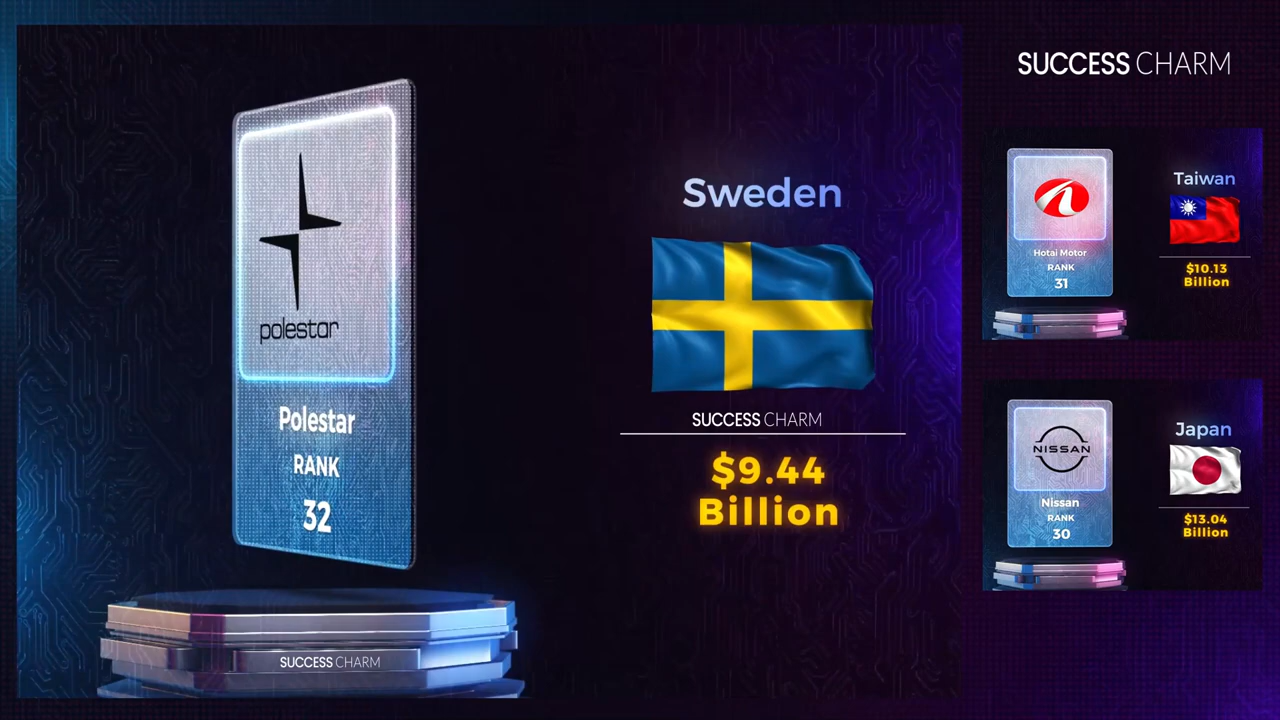 polestar
Polestar
RANK
32
SUCCESS CHARM
Sweden
SUCCESS CHARM
$9.44
Billion
SUCCESS CHARM
Hotai Motor
RANK
31
Taiwan
$10.13
Billion
NISSAN
Nissan
RANK
30
Japan
$13.04
Billion